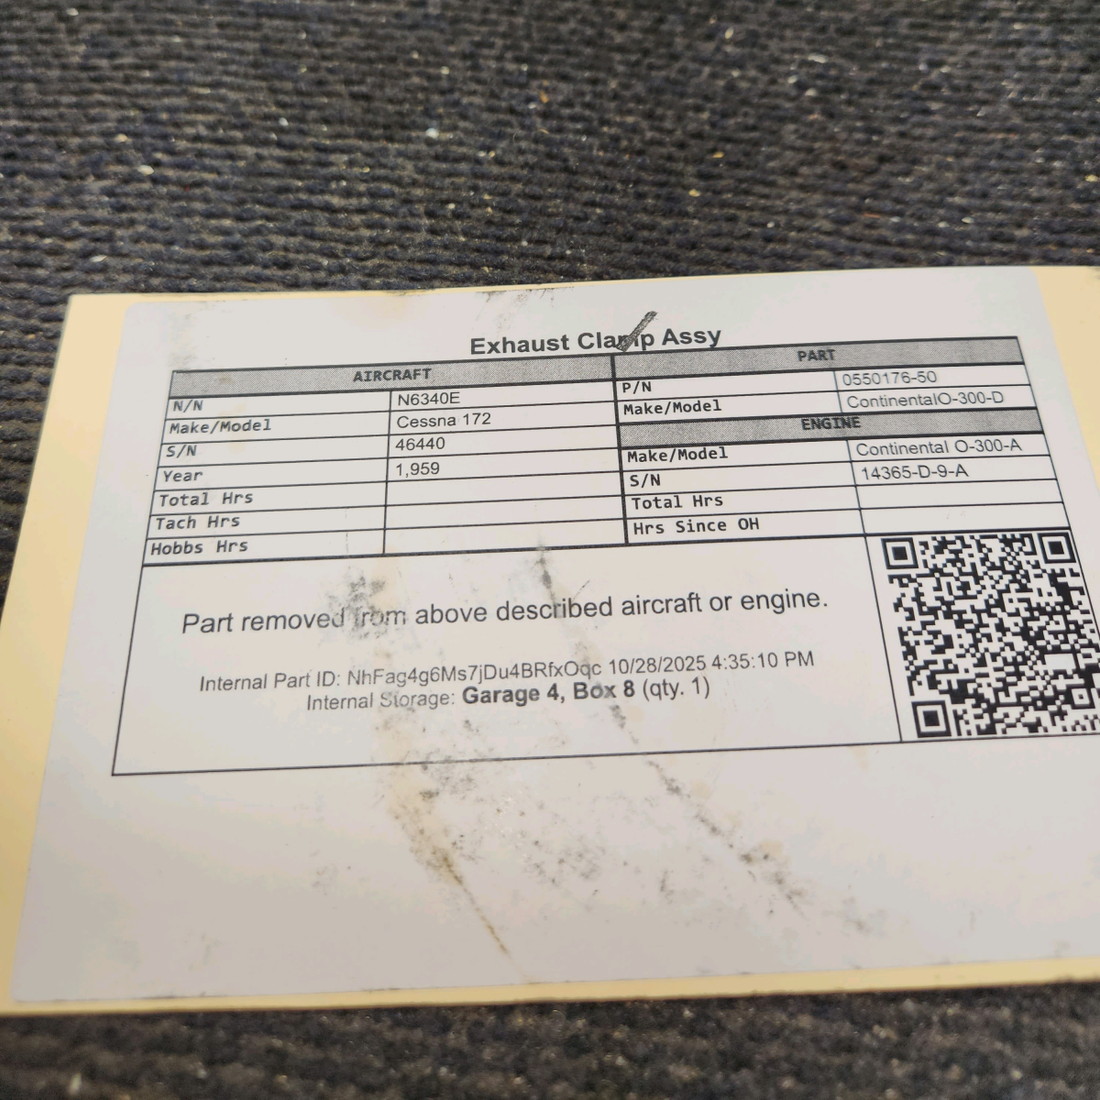 Exhaust Clamp Assy
AIRCRAFT
N/N N6340E
Make/Model Cessna 172
S/N 46440
Year 1,959
Total Hrs
Tach Hrs
Hobbs Hrs
PART
P/N 0550176-50
Make/Model ContinentalO-300-D
ENGINE
Make/Model Continental O-300-A
S/N 14365-D-9-A
Total Hrs
Hrs Since OH
Part removed from above described aircraft or engine.
Internal Part ID: NhFag4g6Ms7jDu4BRfxOqc 10/28/2025 4:35:10 PM
Internal Storage: Garage 4, Box 8 (qty. 1)